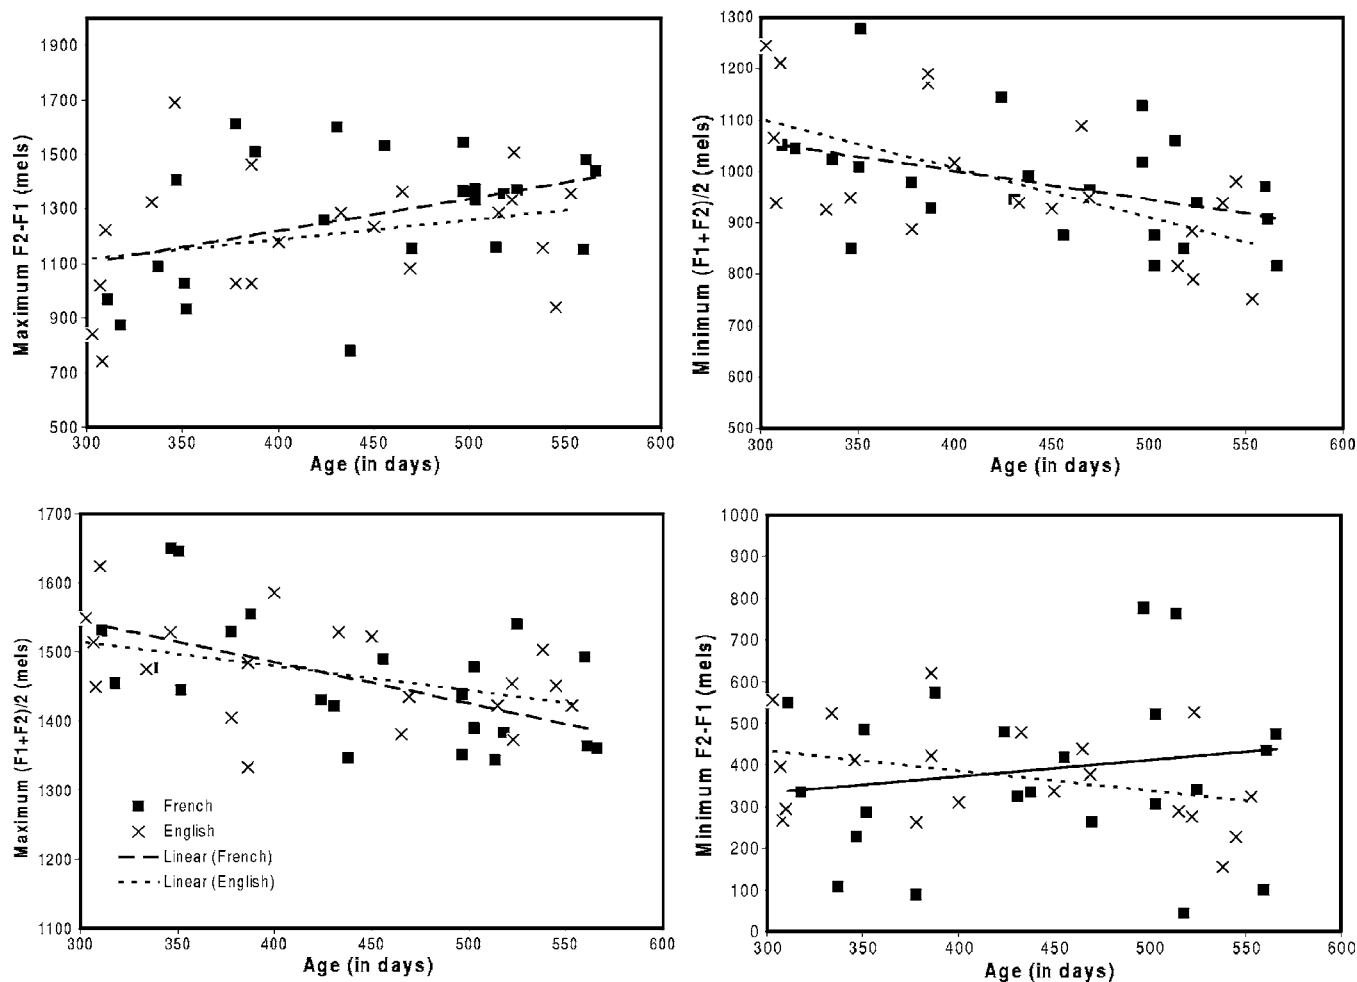 1900
1700
1500
1300
1100
900
700
500
Maximum F2-F1 (mels)
300 350 400 450 500 550 600
Age (in days)
1300
1200
1100
1000
900
800
700
600
500
Minimum (F1+F2)/2 (mels)
300 350 400 450 500 550 600
Age (in days)
1700
1600
1500
1400
1300
1200
1100
Maximum (F1+F2)/2 (mels)
French
English
Linear (French)
Linear (English)
300 350 400 450 500 550 600
Age (in days)
1000
900
800
700
600
500
400
300
200
100
0
Minimum F2-F1 (mels)
300 350 400 450 500 550 600
Age (in days)